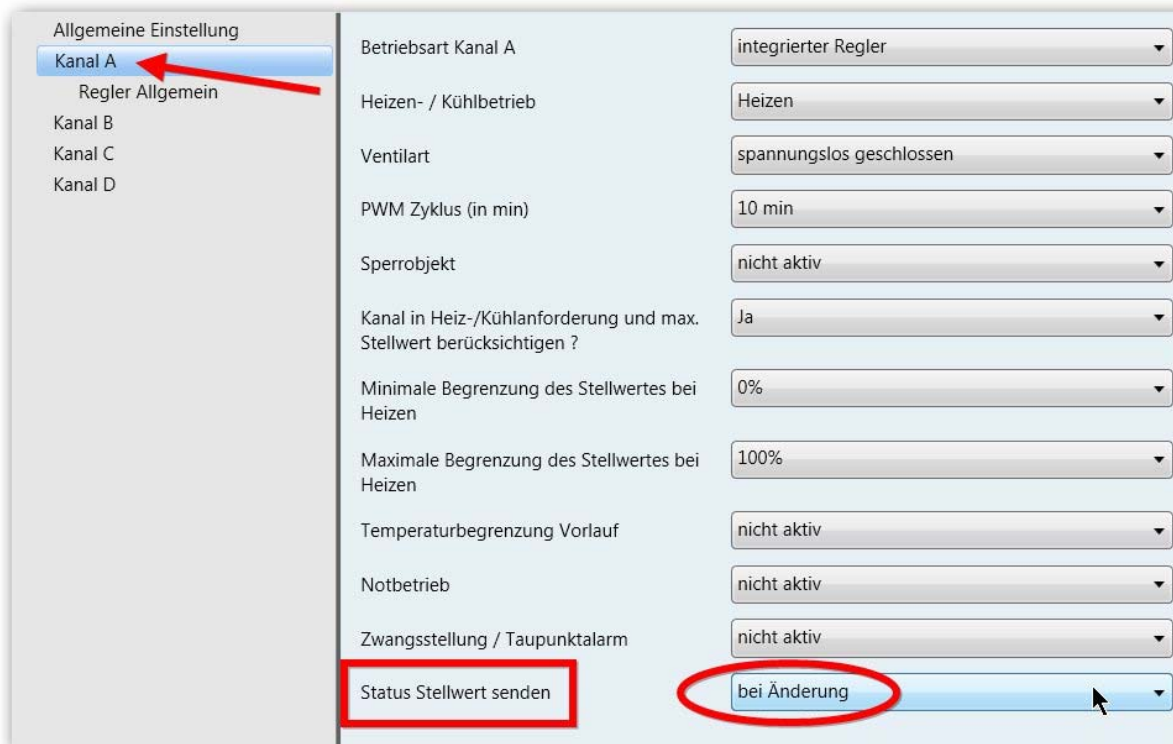 Allgemeine Einstellung
Kanal A
Regler Allgemein
Kanal B
Kanal C
Kanal D
Betriebsart Kanal A
integrierter Regler
Heizen- / Kühlbetrieb
Heizen
Ventilart
spannungslos geschlossen
PWM Zyklus (in min)
10 min
Sperrobjekt
nicht aktiv
Kanal in Heiz-/Kühlanforderung und max.
Stellwert berücksichtigen ?
Ja
Minimale Begrenzung des Stellwertes bei
Heizen
0%
Maximale Begrenzung des Stellwertes bei
Heizen
100%
Temperaturbegrenzung Vorlauf
nicht aktiv
Notbetrieb
nicht aktiv
Zwangsstellung / Taupunktalarm
nicht aktiv
Status Stellwert senden
bei Änderung